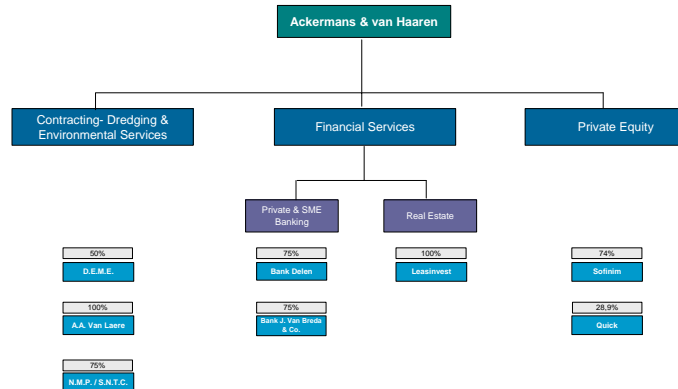 Ackermans & van Haaren
Contracting- Dredging &
Environmental Services
Financial Services
Private Equity
Private & SME
Banking
Real Estate
50%
D.E.M.E.
75%
Bank Delen
100%
Leasinvest
74%
Sofinim
100%
A.A. Van Laere
75%
Bank J. Van Breda
& Co.
28,9%
Quick
75%
N.M.P. / S.N.T.C.